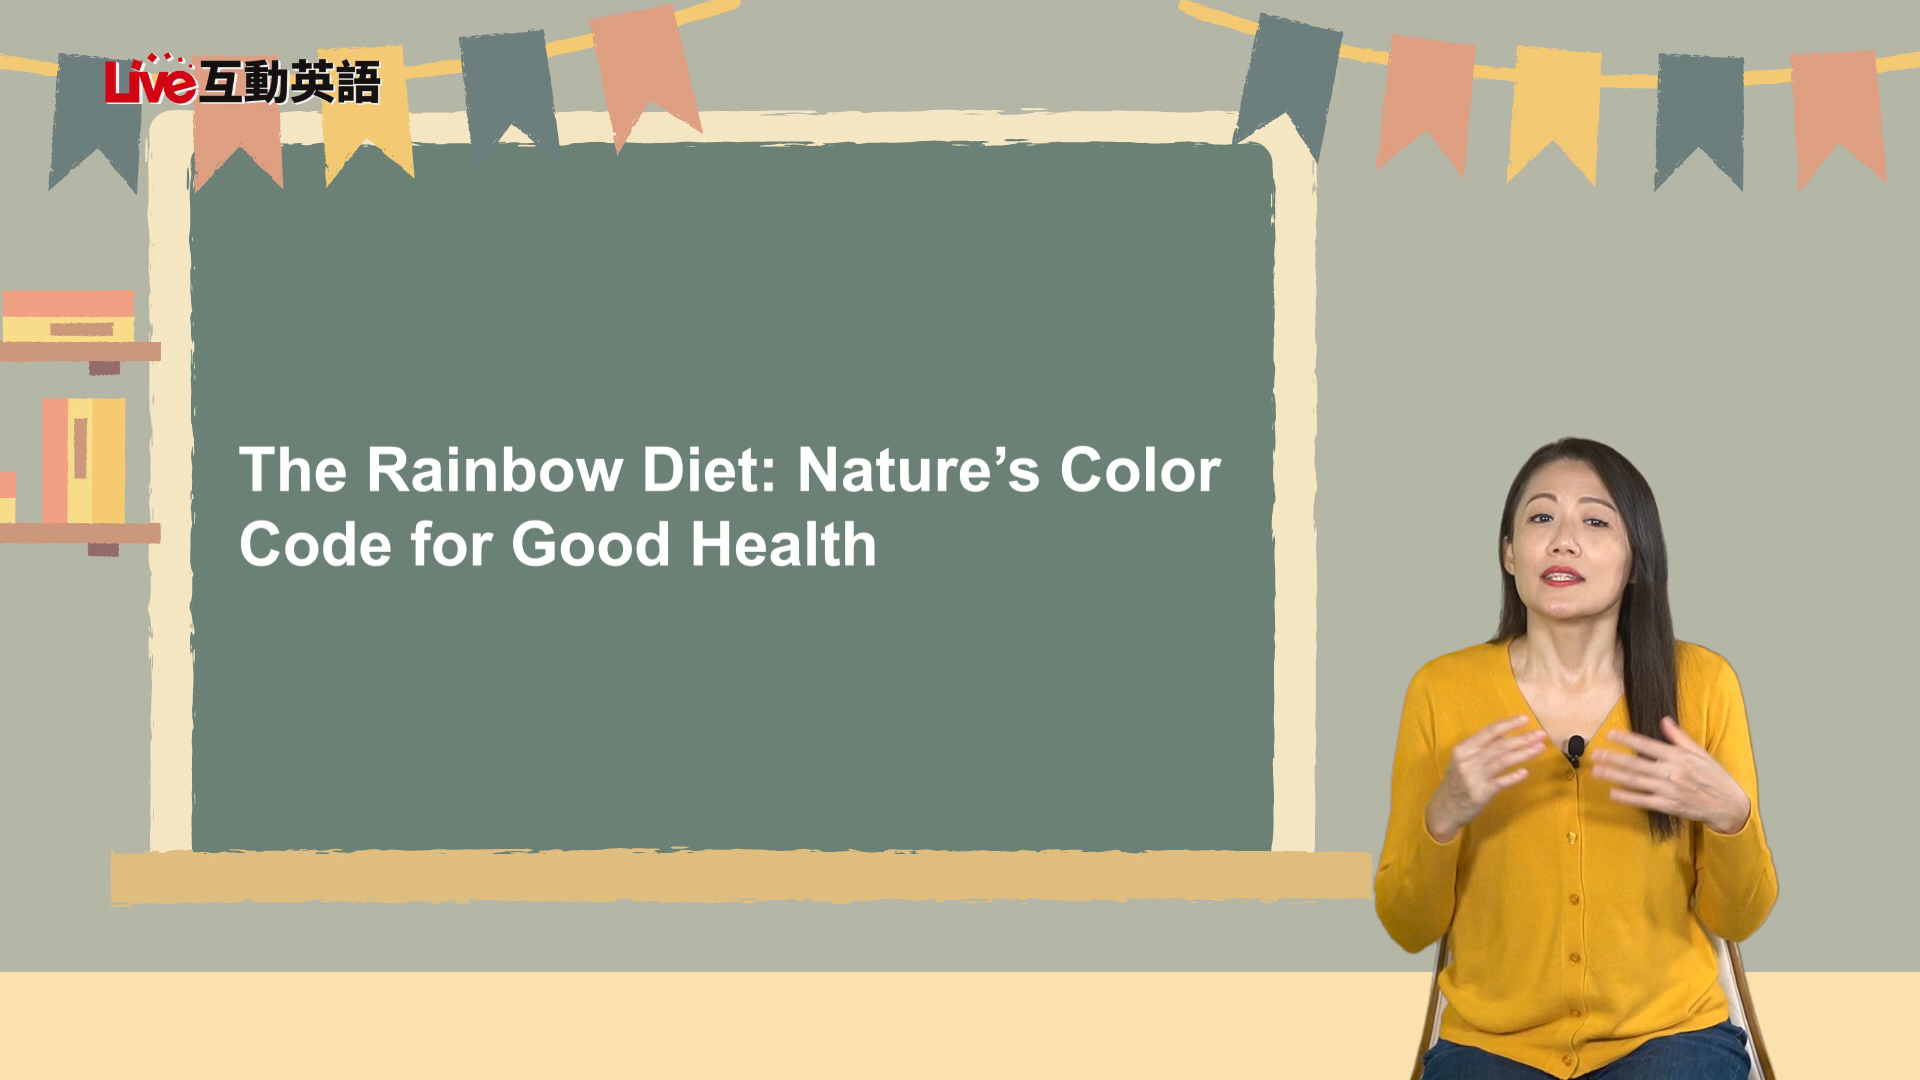 Live互動英語
The Rainbow Diet: Nature’s Color
Code for Good Health